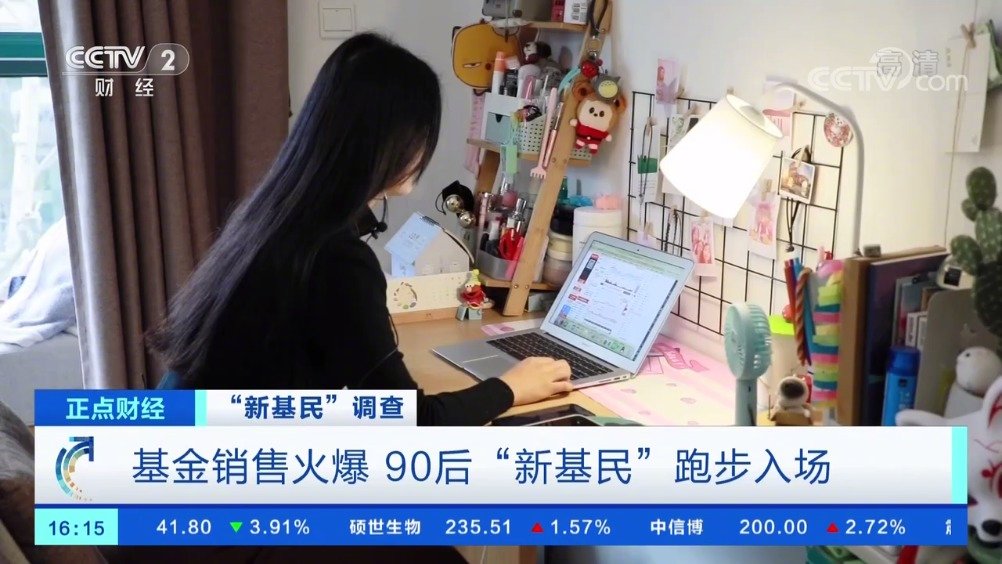 CCTV 2
财经
高清
CCTV.com
正点财经
“新基民”调查
基金销售火爆 90后“新基民”跑步入场
16:15 41.80 ▼3.91% 硕世生物 235.51 ▲1.57% 中信博 200.00 ▲2.72%